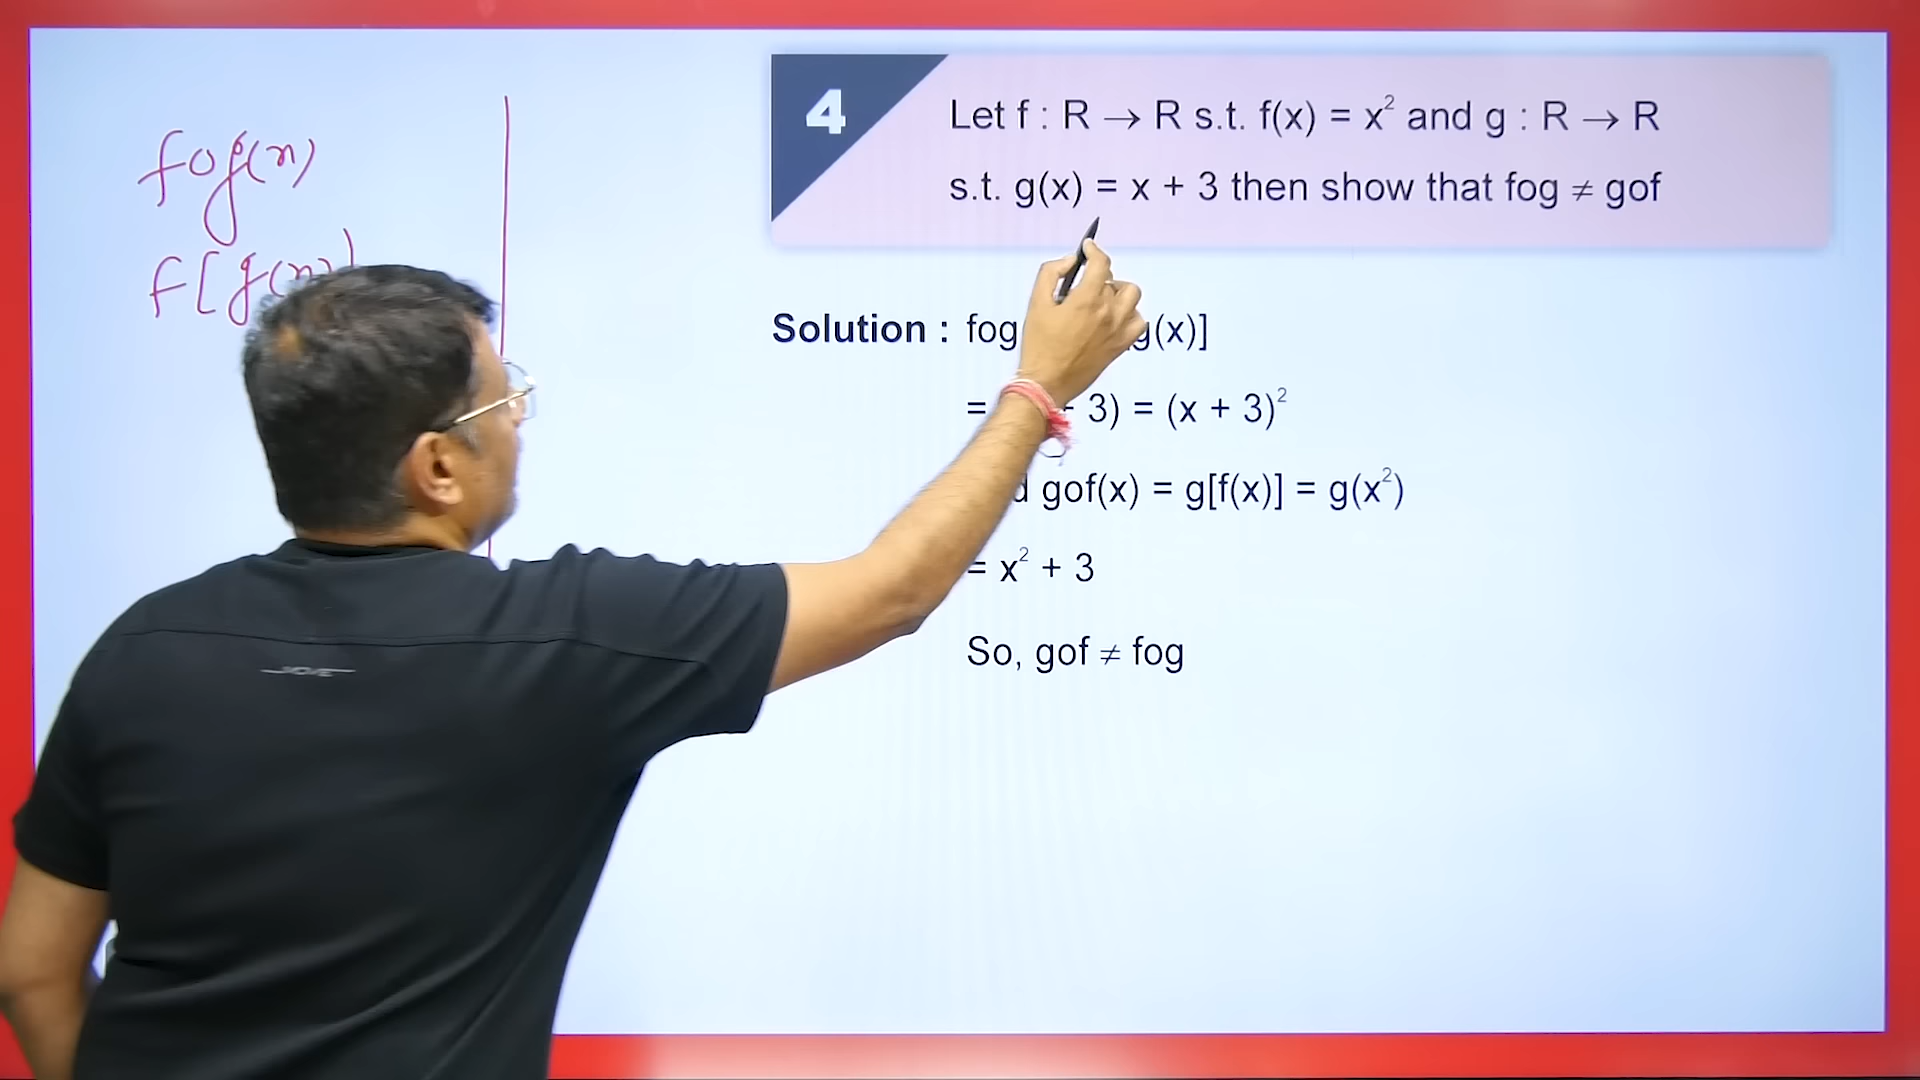 fog(x)
f[g(x)
4
Let f : R → R s.t. f(x) = x² and g : R → R
s.t. g(x) = x + 3 then show that fog ≠ gof
Solution : fog g(x)]
= 3) = (x + 3)²
gof(x) = g[f(x)] = g(x²)
= x² + 3
So, gof ≠ fog